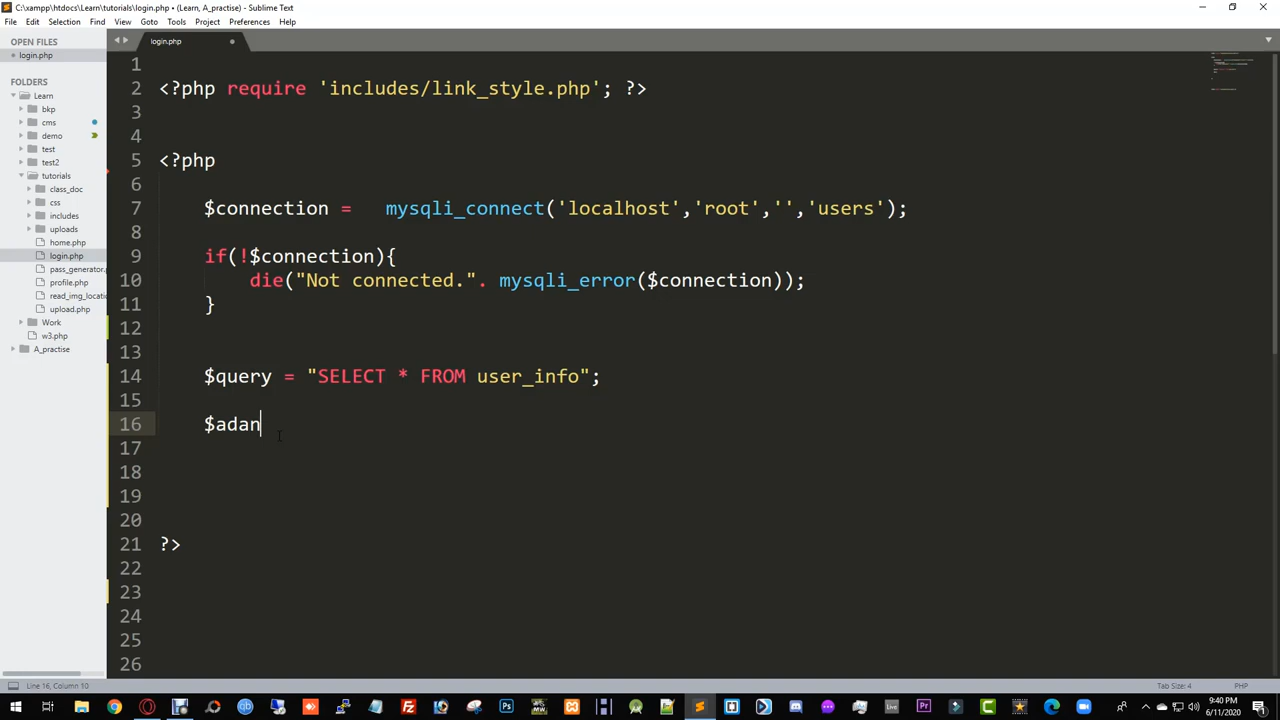 C:\xampp\htdocs\Learn\tutorials\login.php • (Learn, A_practise) - Sublime Text
File Edit Selection Find View Goto Tools Project Preferences Help
OPEN FILES
login.php
FOLDERS
Learn
bkp
cms
demo
test
test2
tutorials
class_doc
css
includes
uploads
home.php
login.php
pass_generator.p
profile.php
read_img_locatio
upload.php
Work
w3.php
A_practise
login.php
1
2 <?php require 'includes/link_style.php'; ?>
3
4
5 <?php
6
7 $connection = mysqli_connect('localhost','root','','users');
8
9 if(!$connection){
10 die("Not connected.". mysqli_error($connection));
11 }
12
13
14 $query = "SELECT * FROM user_info";
15
16 $adan
17
18
19
20
21 ?>
22
23
24
25
26
Line 16, Column 10 Tab Size: 4 PHP
9:40 PM
6/11/2020